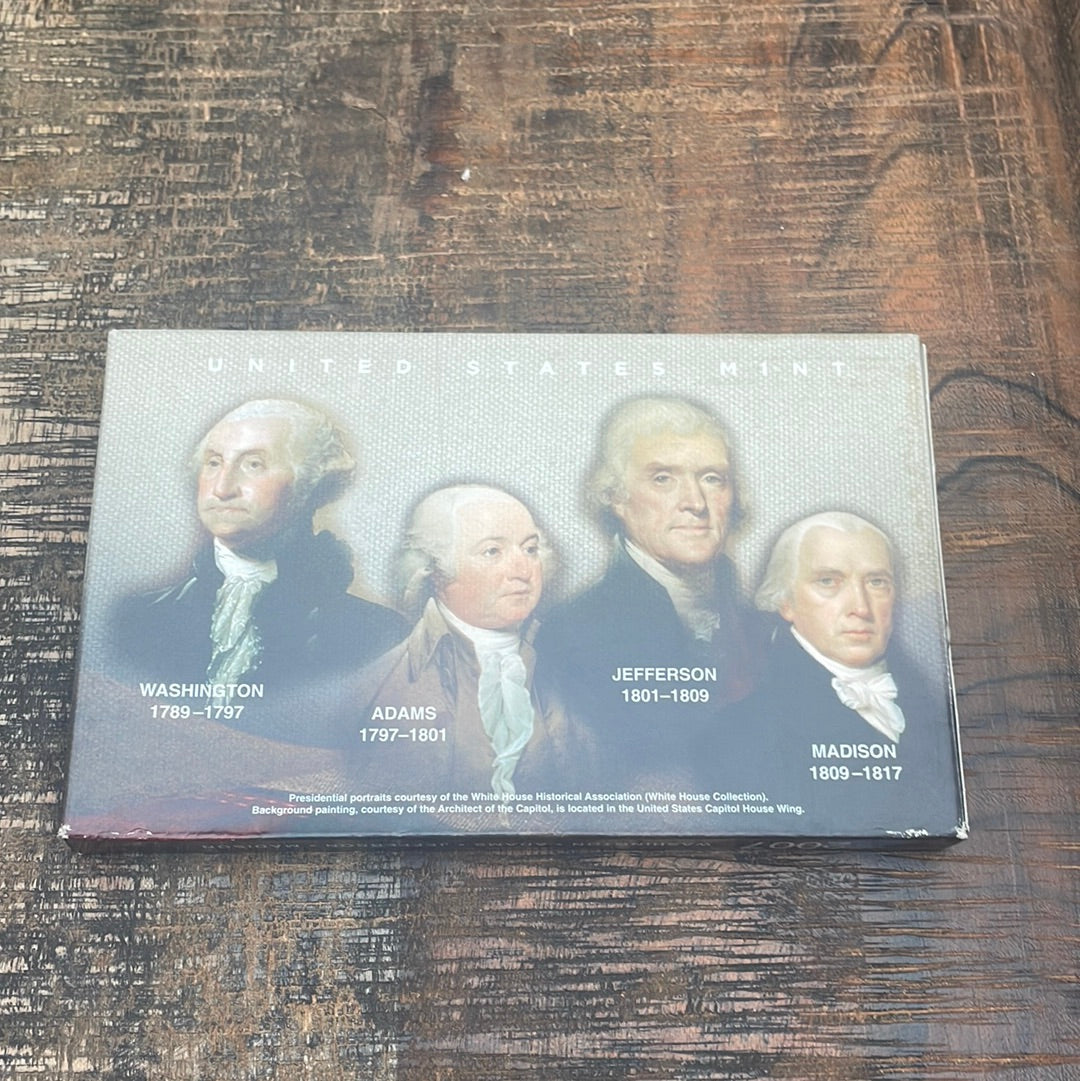 UNITED STATES MINT
WASHINGTON
1789–1797
ADAMS
1797–1801
JEFFERSON
1801–1809
MADISON
1809–1817
Presidential portraits courtesy of the White House Historical Association (White House Collection).
Background painting, courtesy of the Architect of the Capitol, is located in the United States Capitol House Wing.